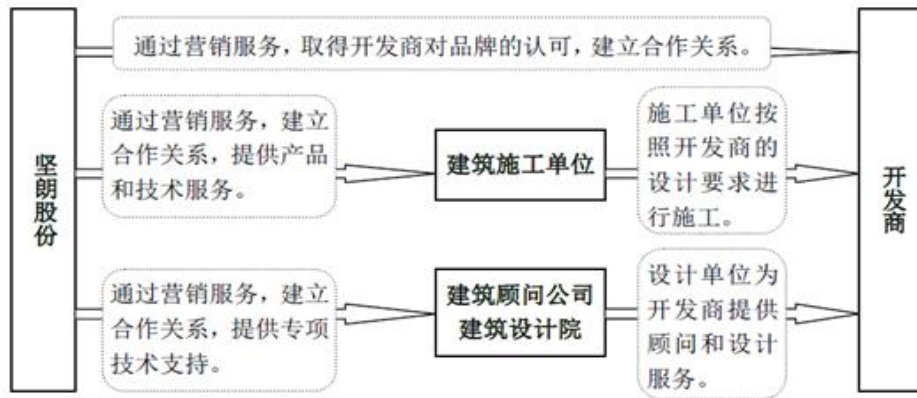 通过营销服务，取得开发商对品牌的认可，建立合作关系。
坚朗股份
通过营销服务，建立
合作关系，提供产品
和技术服务。
建筑施工单位
施工单位按
照开发商的
设计要求进
行施工。
开发商
通过营销服务，建立
合作关系，提供专项
技术支持。
建筑顾问公司
建筑设计院
设计单位为
开发商提供
顾问和设计
服务。